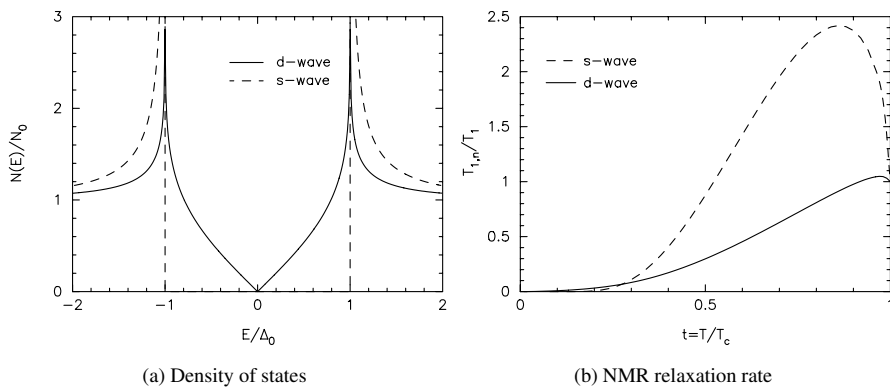 3
2
1
0
N(E)/N₀
d-wave
s-wave
−2 −1 0 1 2
E/Δ₀
(a) Density of states
2.5
2
1.5
1
0.5
0
T₁,ₙ/T₁
s-wave
d-wave
0 0.5 1
t=T/T꜀
(b) NMR relaxation rate